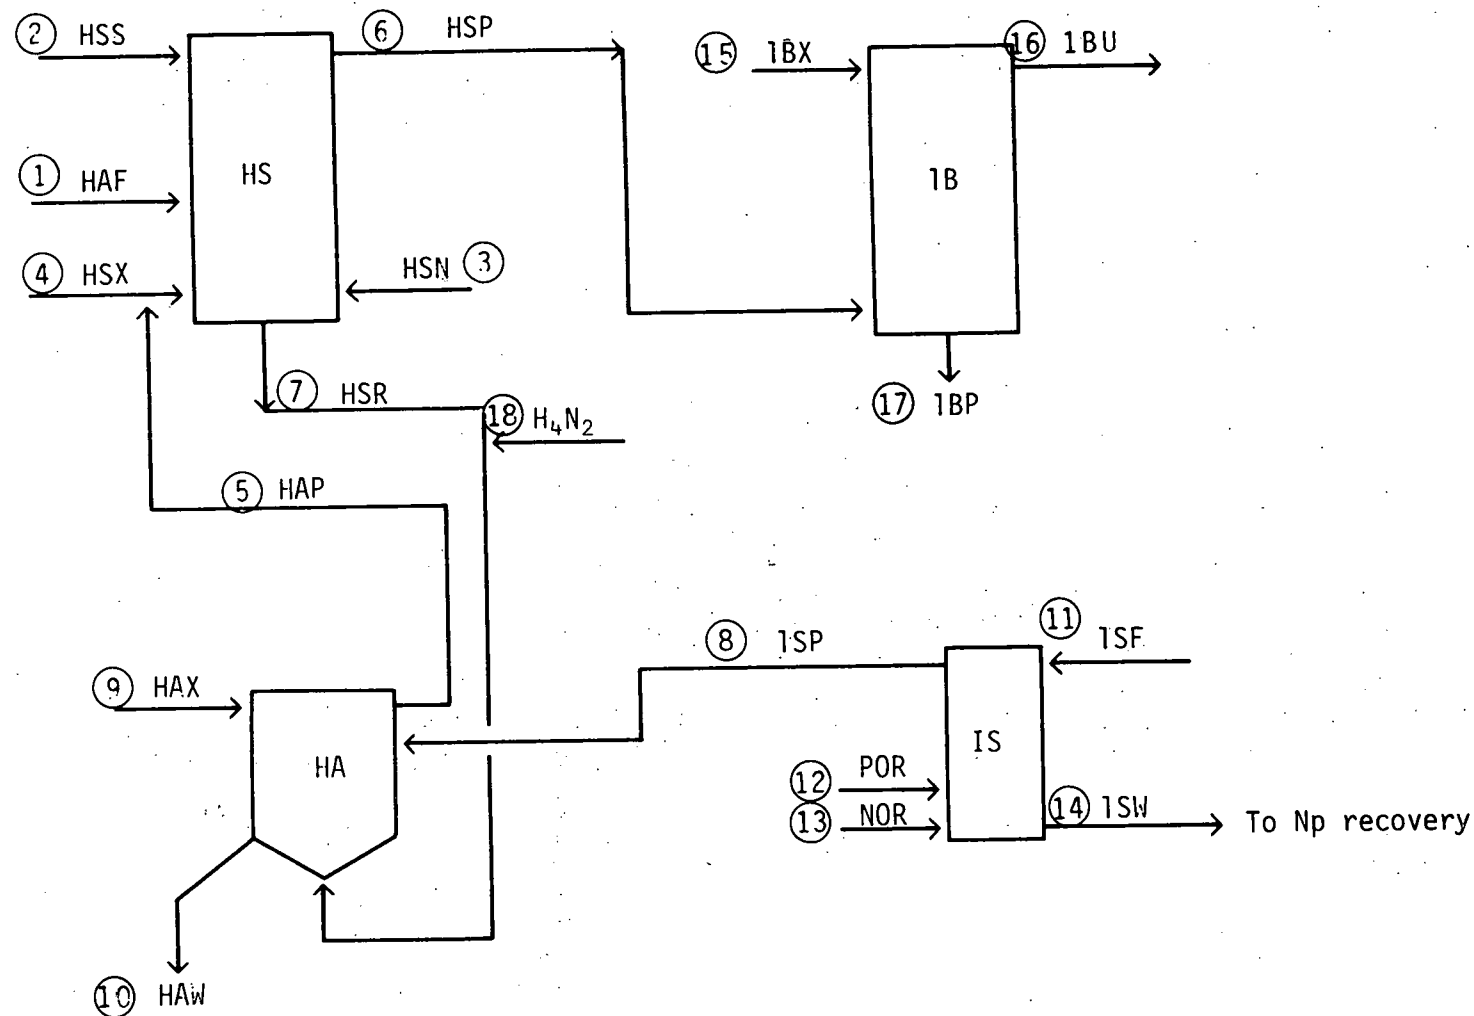 2 HSS
6 HSP
15 1BX
16 1BU
1 HAF
HS
1B
4 HSX
HSN 3
7 HSR
18 H₄N₂
17 1BP
5 HAP
8 1SP
11 1SF
9 HAX
HA
IS
12 POR
13 NOR
14 1SW To Np recovery
10 HAW